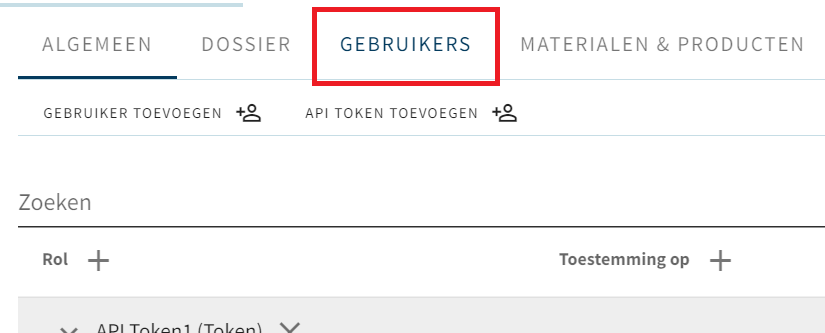 ALGEMEEN DOSSIER GEBRUIKERS MATERIALEN & PRODUCTEN
GEBRUIKER TOEVOEGEN API TOKEN TOEVOEGEN
Zoeken
Rol Toestemming op
API Token1 (Token)